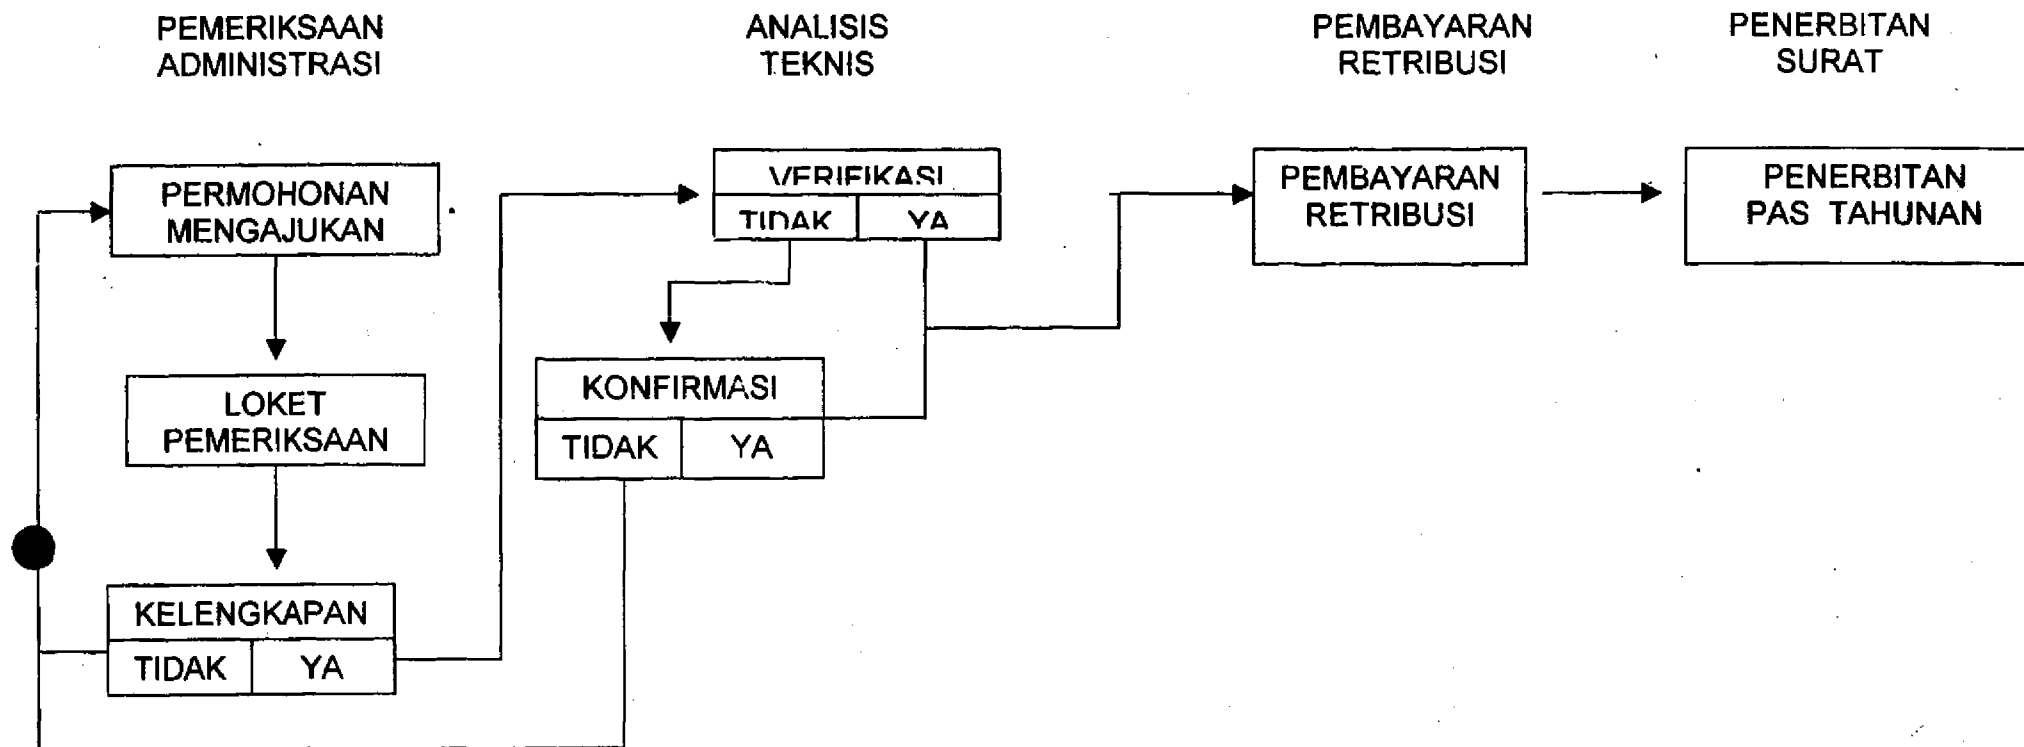 PEMERIKSAAN
ADMINISTRASI
ANALISIS
TEKNIS
PEMBAYARAN
RETRIBUSI
PENERBITAN
SURAT
PERMOHONAN
MENGAJUKAN
LOKET
PEMERIKSAAN
KELENGKAPAN
TIDAK
YA
VERIFIKASI
TIDAK
YA
KONFIRMASI
TIDAK
YA
PEMBAYARAN
RETRIBUSI
PENERBITAN
PAS TAHUNAN